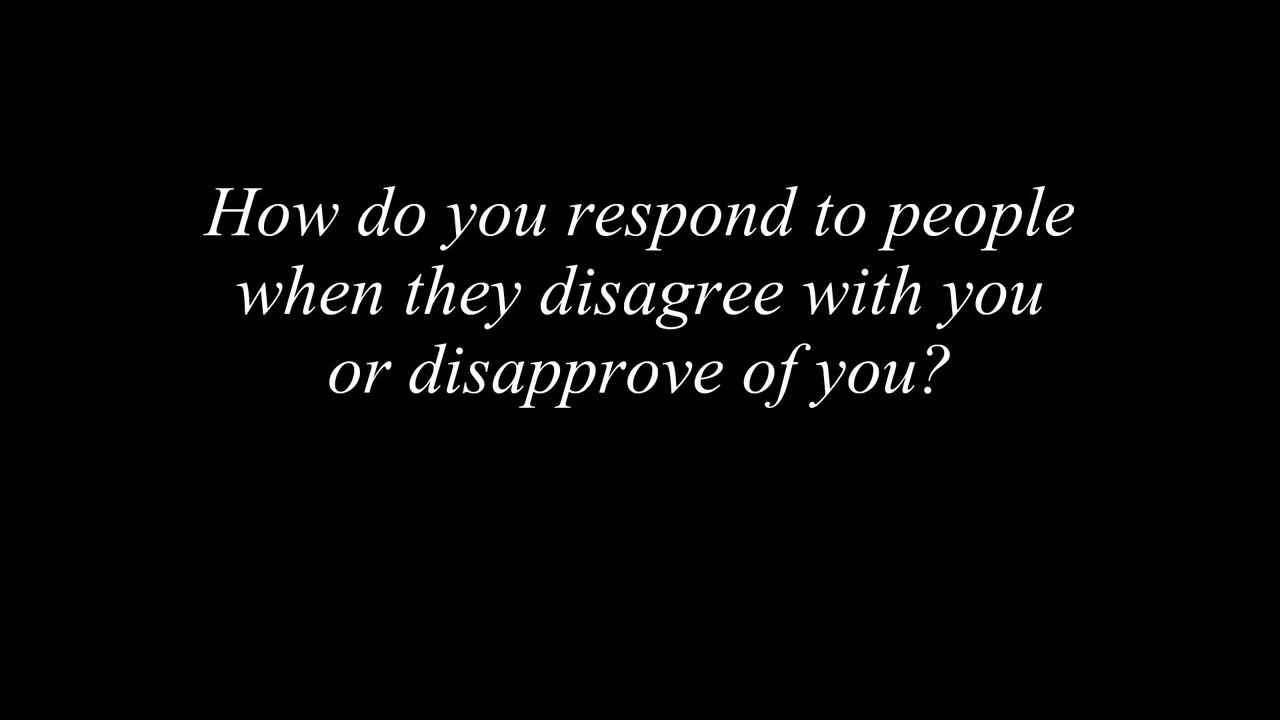 How do you respond to people
when they disagree with you
or disapprove of you?